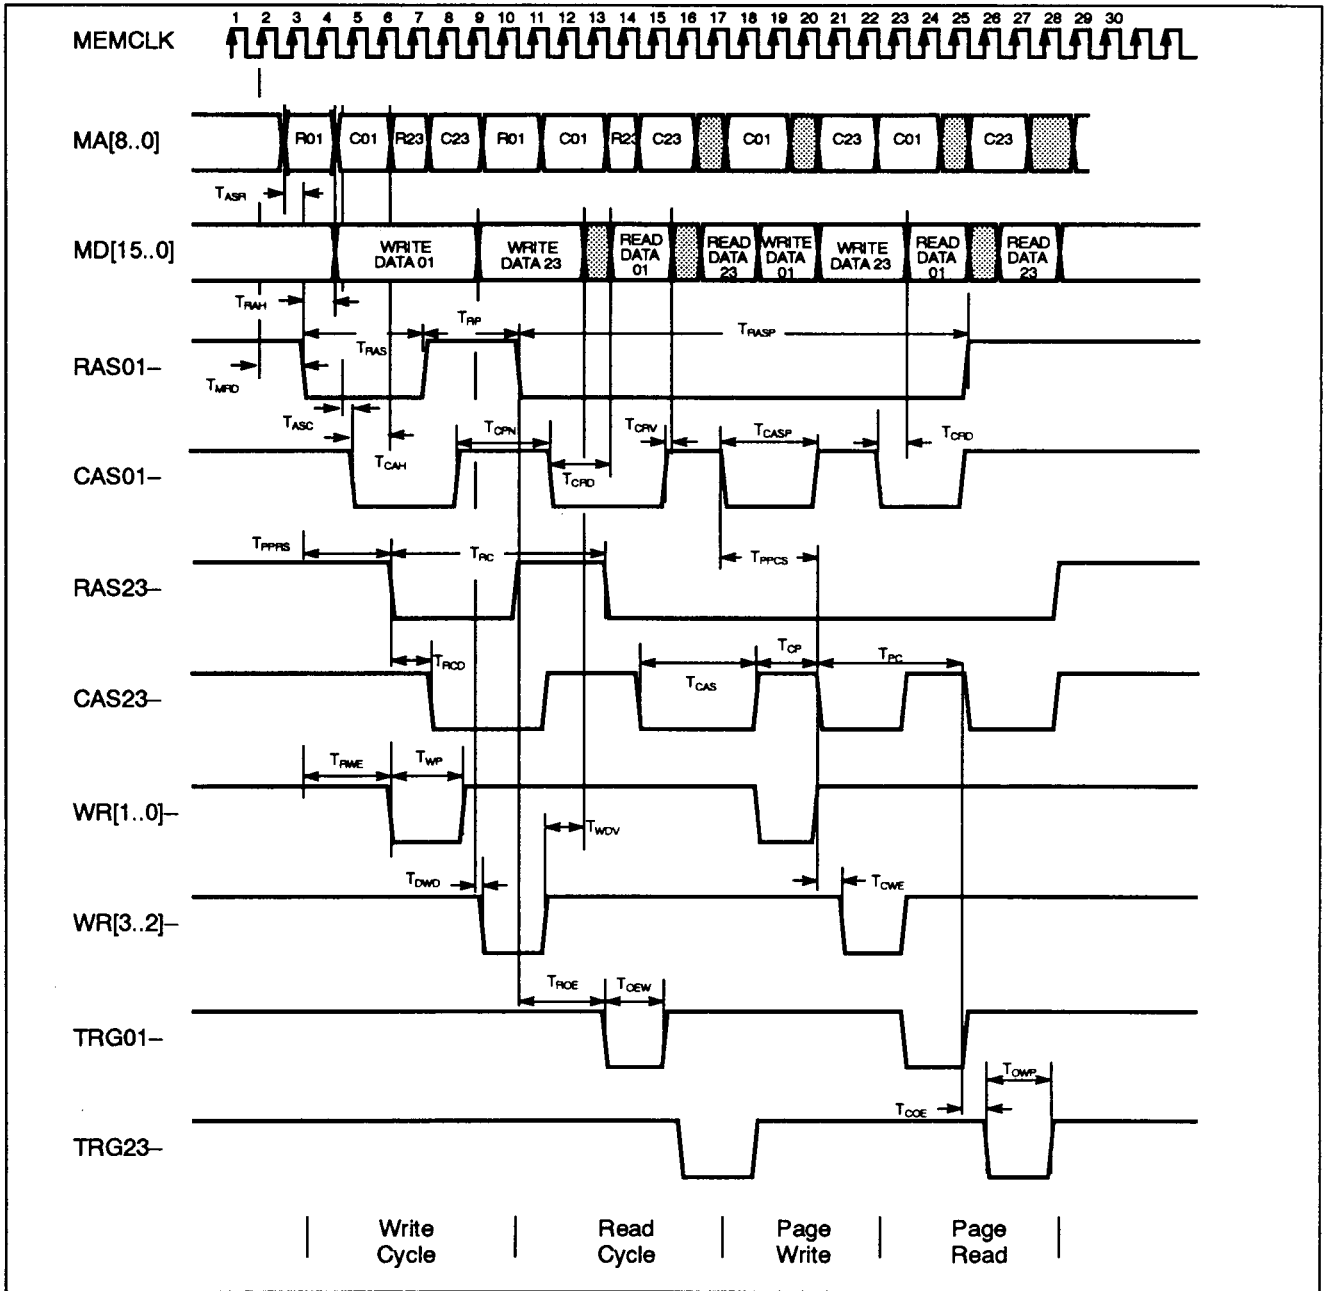 1 2 3 4 5 6 7 8 9 10 11 12 13 14 15 16 17 18 19 20 21 22 23 24 25 26 27 28 29 30
MEMCLK
MA[8..0] R01 C01 R23 C23 R01 C01 R23 C23 C01 C23 C01 C23
TASR
MD[15..0] WRITE DATA 01 WRITE DATA 23 READ DATA 01 READ DATA 23 WRITE DATA 01 WRITE DATA 23 READ DATA 01 READ DATA 23
TRAH TRP TRASP
TRAS
RAS01–
TMRD
TASC TCPN TCRV TCASP TCRD
TCAH TCRD
CAS01–
TPPRS TRC TPPCS
RAS23–
TRCD TCP TPC
TCAS
CAS23–
TRWE TWP
WR[1..0]–
TWDV
TDWD TCWE
WR[3..2]–
TROE TOEW
TRG01–
TOWP
TCOE
TRG23–
Write Cycle Read Cycle Page Write Page Read